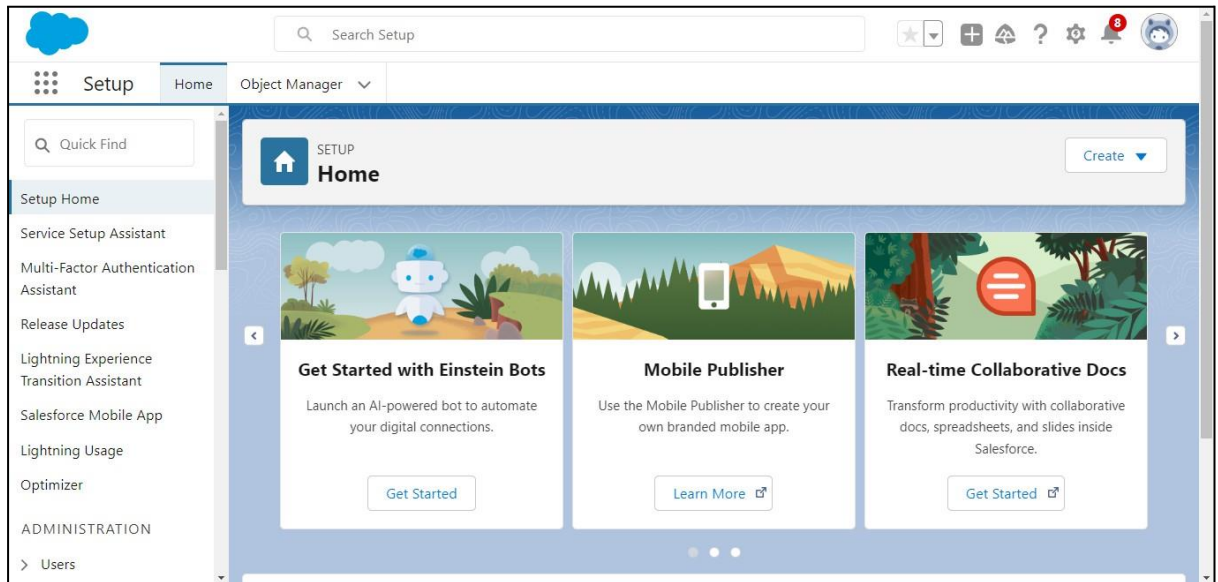 Search Setup
8
Setup
Home
Object Manager
Quick Find
Setup Home
Service Setup Assistant
Multi-Factor Authentication
Assistant
Release Updates
Lightning Experience
Transition Assistant
Salesforce Mobile App
Lightning Usage
Optimizer
ADMINISTRATION
Users
SETUP
Home
Create
Get Started with Einstein Bots
Launch an AI-powered bot to automate
your digital connections.
Get Started
Mobile Publisher
Use the Mobile Publisher to create your
own branded mobile app.
Learn More
Real-time Collaborative Docs
Transform productivity with collaborative
docs, spreadsheets, and slides inside
Salesforce.
Get Started